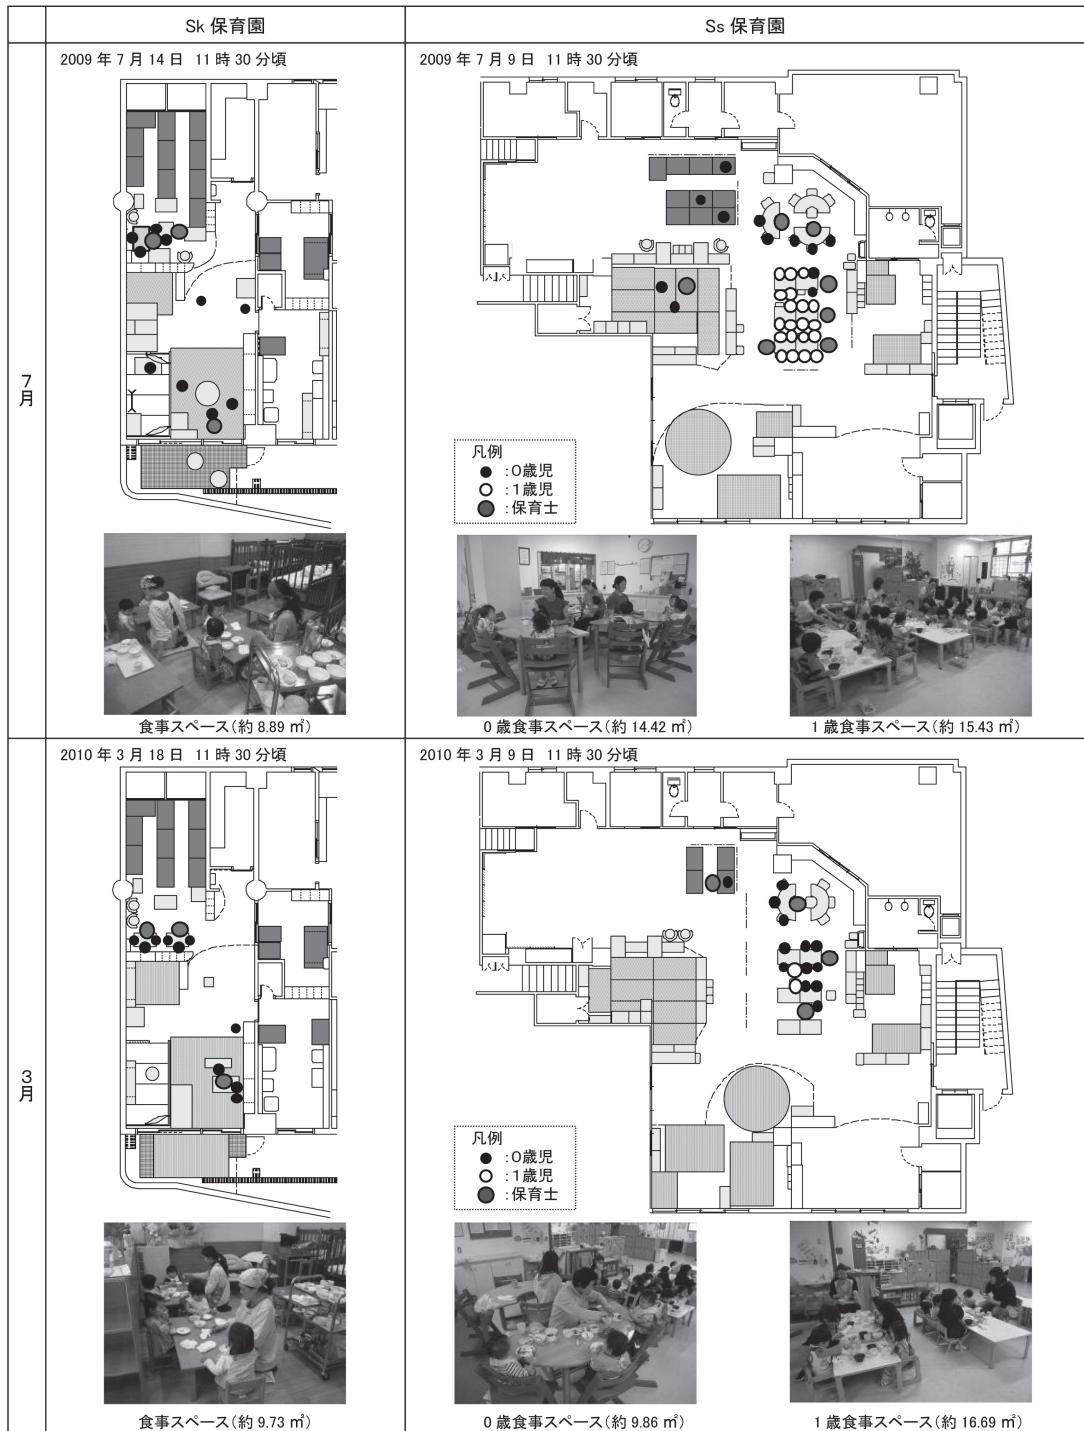 Sk 保育園
Ss 保育園
7月
2009 年 7 月 14 日 11 時 30 分頃
2009 年 7 月 9 日 11 時 30 分頃
凡例
：0歳児
：1歳児
：保育士
食事スペース（約 8.89 ㎡）
0 歳食事スペース（約 14.42 ㎡）
1 歳食事スペース（約 15.43 ㎡）
3月
2010 年 3 月 18 日 11 時 30 分頃
2010 年 3 月 9 日 11 時 30 分頃
凡例
：0歳児
：1歳児
：保育士
食事スペース（約 9.73 ㎡）
0 歳食事スペース（約 9.86 ㎡）
1 歳食事スペース（約 16.69 ㎡）